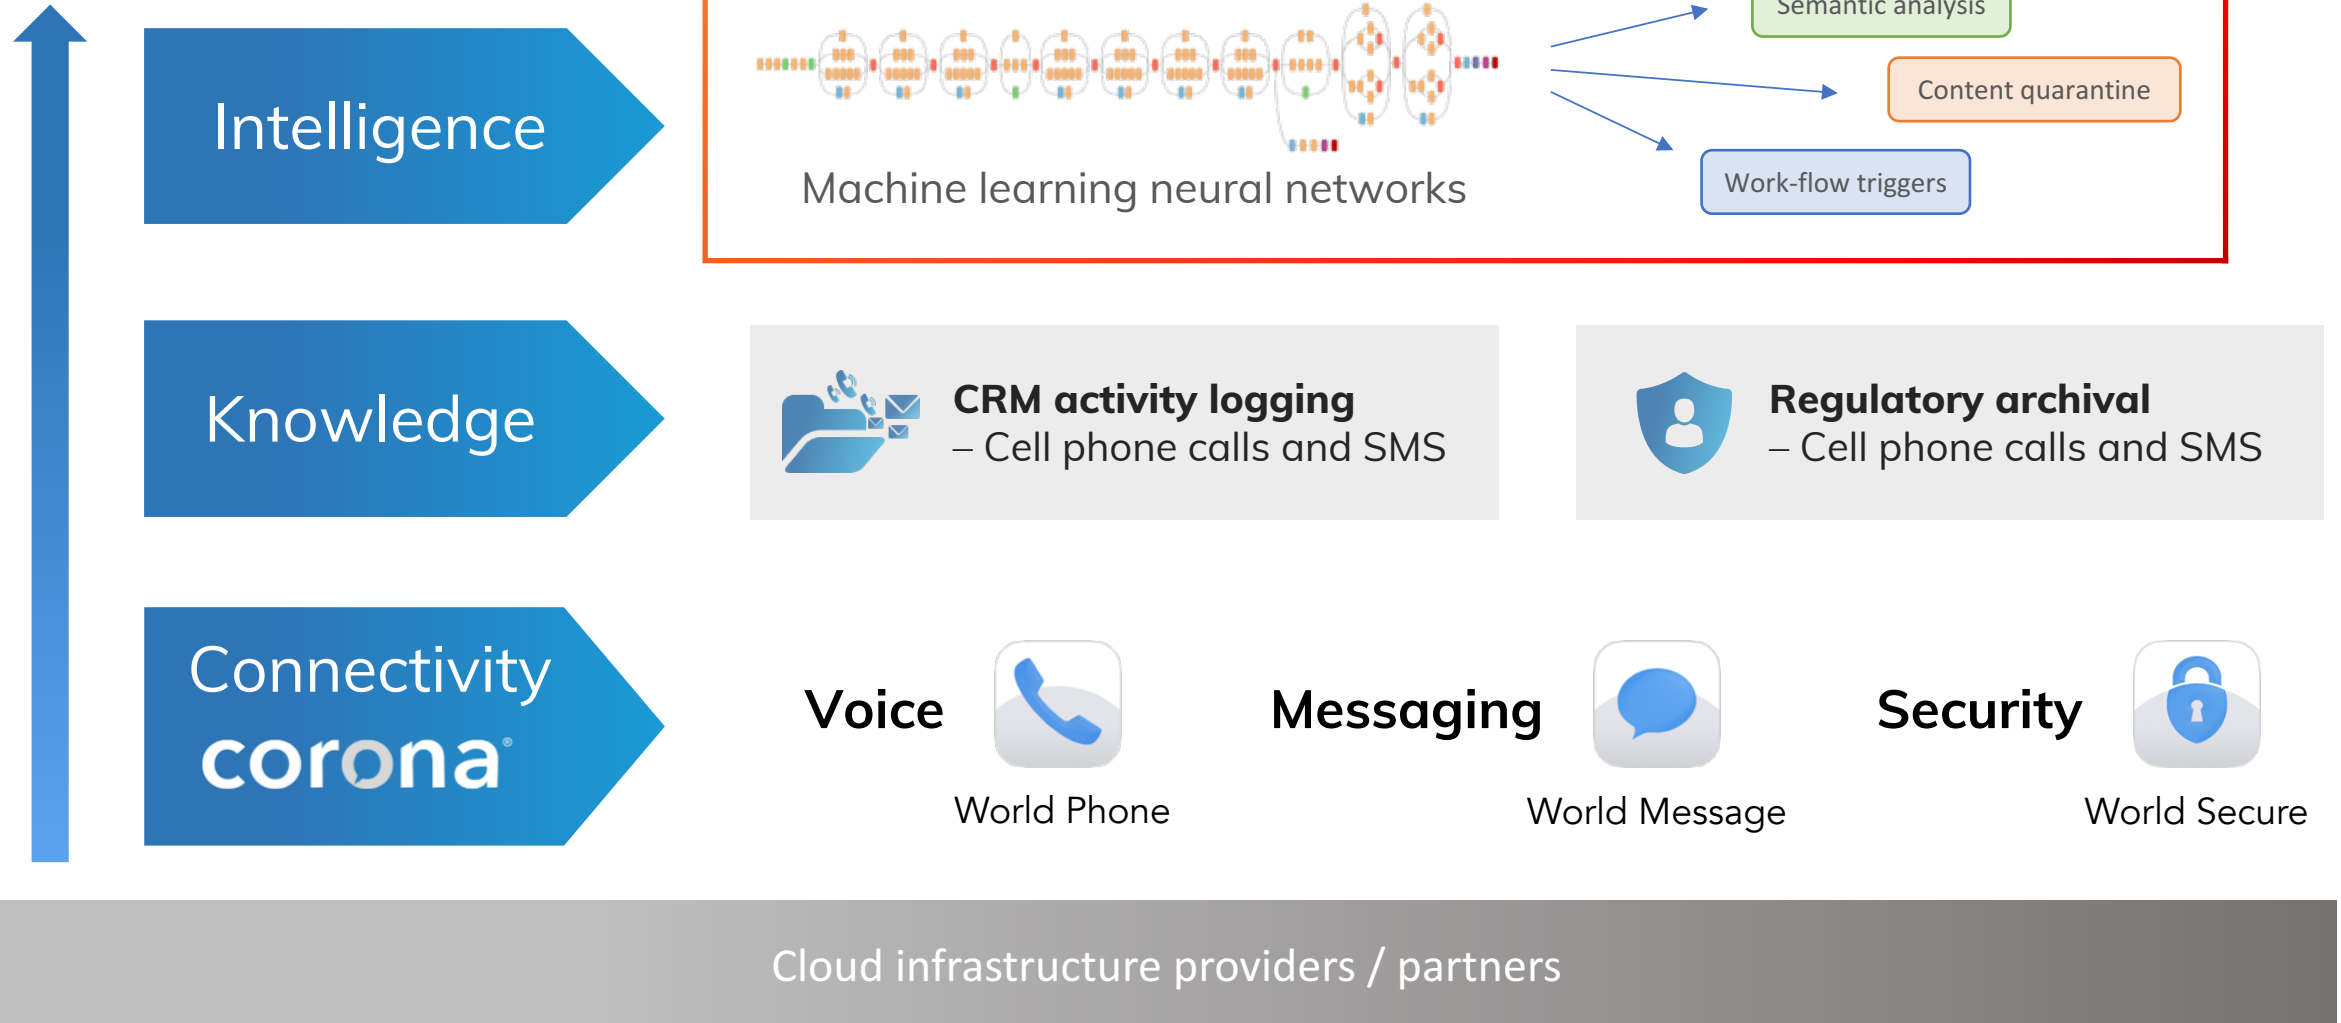 Semantic analysis
Content quarantine
Work-flow triggers
Intelligence
Machine learning neural networks
Knowledge
CRM activity logging
– Cell phone calls and SMS
Regulatory archival
– Cell phone calls and SMS
Connectivity
corona®
Voice
World Phone
Messaging
World Message
Security
World Secure
Cloud infrastructure providers / partners